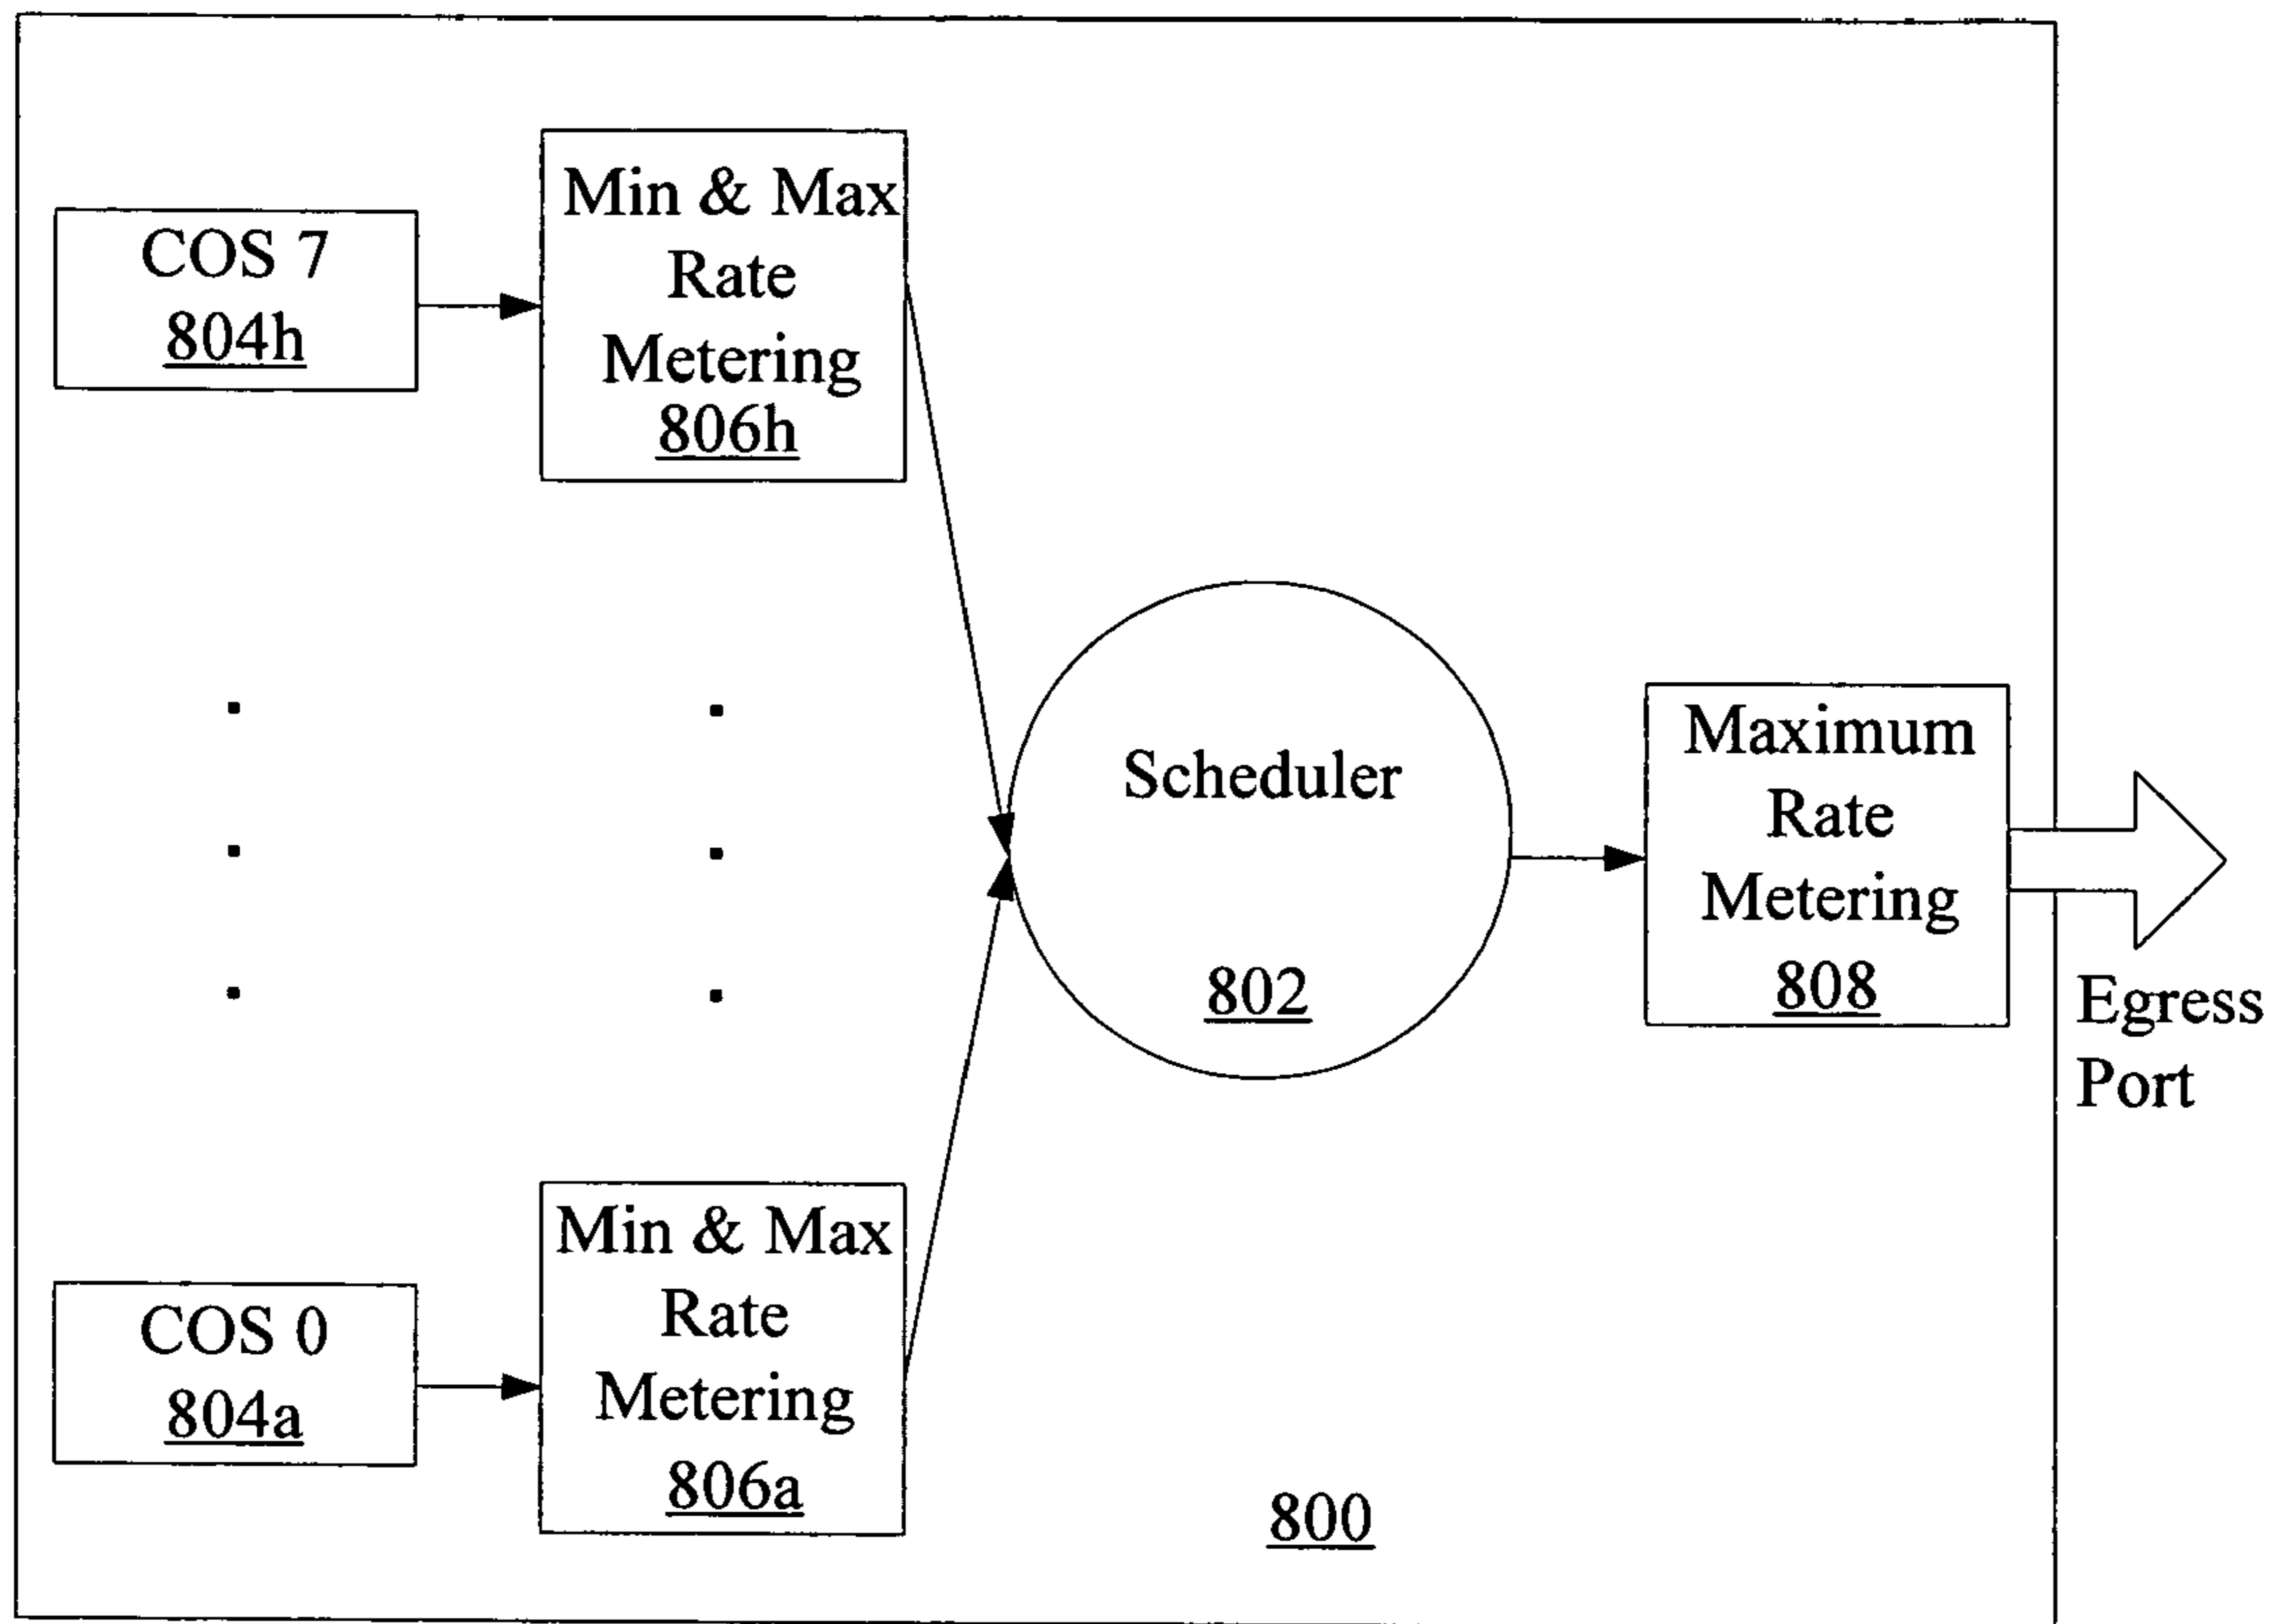 COS 7
804h
Min & Max
Rate
Metering
806h
Scheduler
802
Maximum
Rate
Metering
808
Egress
Port
COS 0
804a
Min & Max
Rate
Metering
806a
800